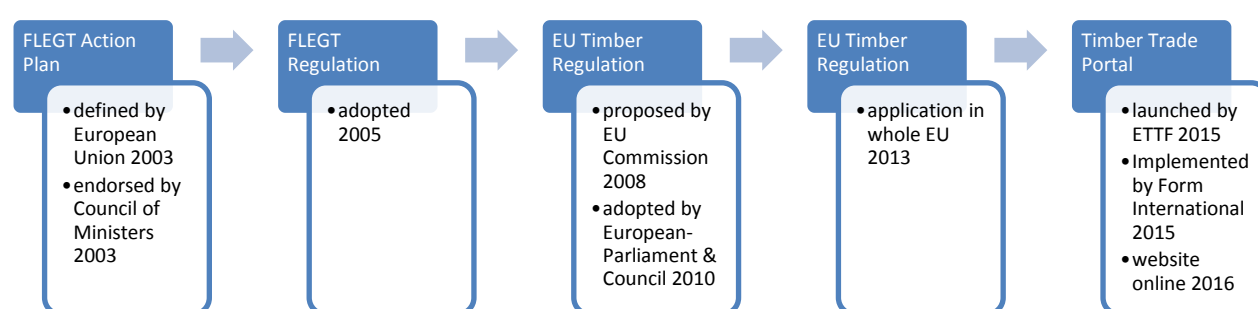 FLEGT Action
Plan
•defined by
European
Union 2003
•endorsed by
Council of
Ministers
2003
FLEGT
Regulation
•adopted
2005
EU Timber
Regulation
•proposed by
EU
Commission
2008
•adopted by
European-
Parliament &
Council 2010
EU Timber
Regulation
•application in
whole EU
2013
Timber Trade
Portal
•launched by
ETTF 2015
•Implemented
by Form
International
2015
•website
online 2016